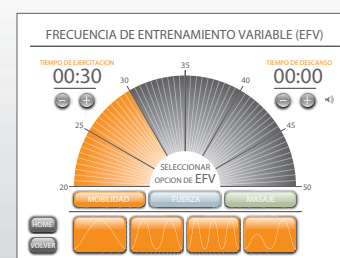 FRECUENCIA DE ENTRENAMIENTO VARIABLE (EFV)
TIEMPO DE EJERCITACION
00:30
TIEMPO DE DESCANSO
00:00
20
25
30
35
40
45
50
SELECCIONAR
OPCION DE EFV
MOBILIDAD
FUERZA
MASAJE
HOME
VOLVER